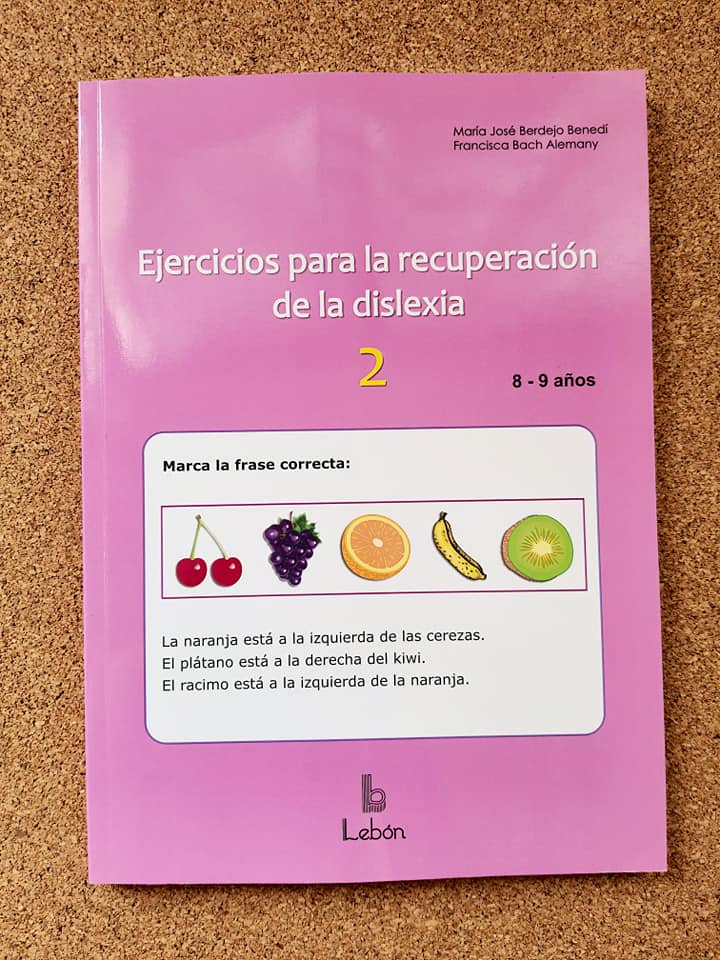 María José Berdejo Benedí
Francisca Bach Alemany
Ejercicios para la recuperación
de la dislexia
2
8 - 9 años
Marca la frase correcta:
La naranja está a la izquierda de las cerezas.
El plátano está a la derecha del kiwi.
El racimo está a la izquierda de la naranja.
b
Lebón